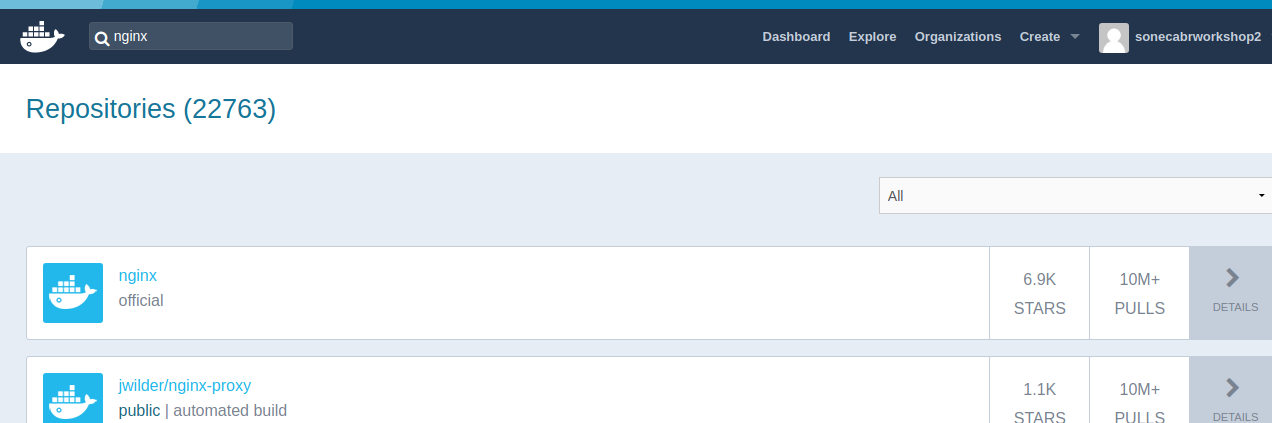 nginx
Dashboard Explore Organizations Create sonecabrworkshop2
Repositories (22763)
All
nginx
official
6.9K
STARS
10M+
PULLS
DETAILS
jwilder/nginx-proxy
public | automated build
1.1K
STARS
10M+
PULLS
DETAILS